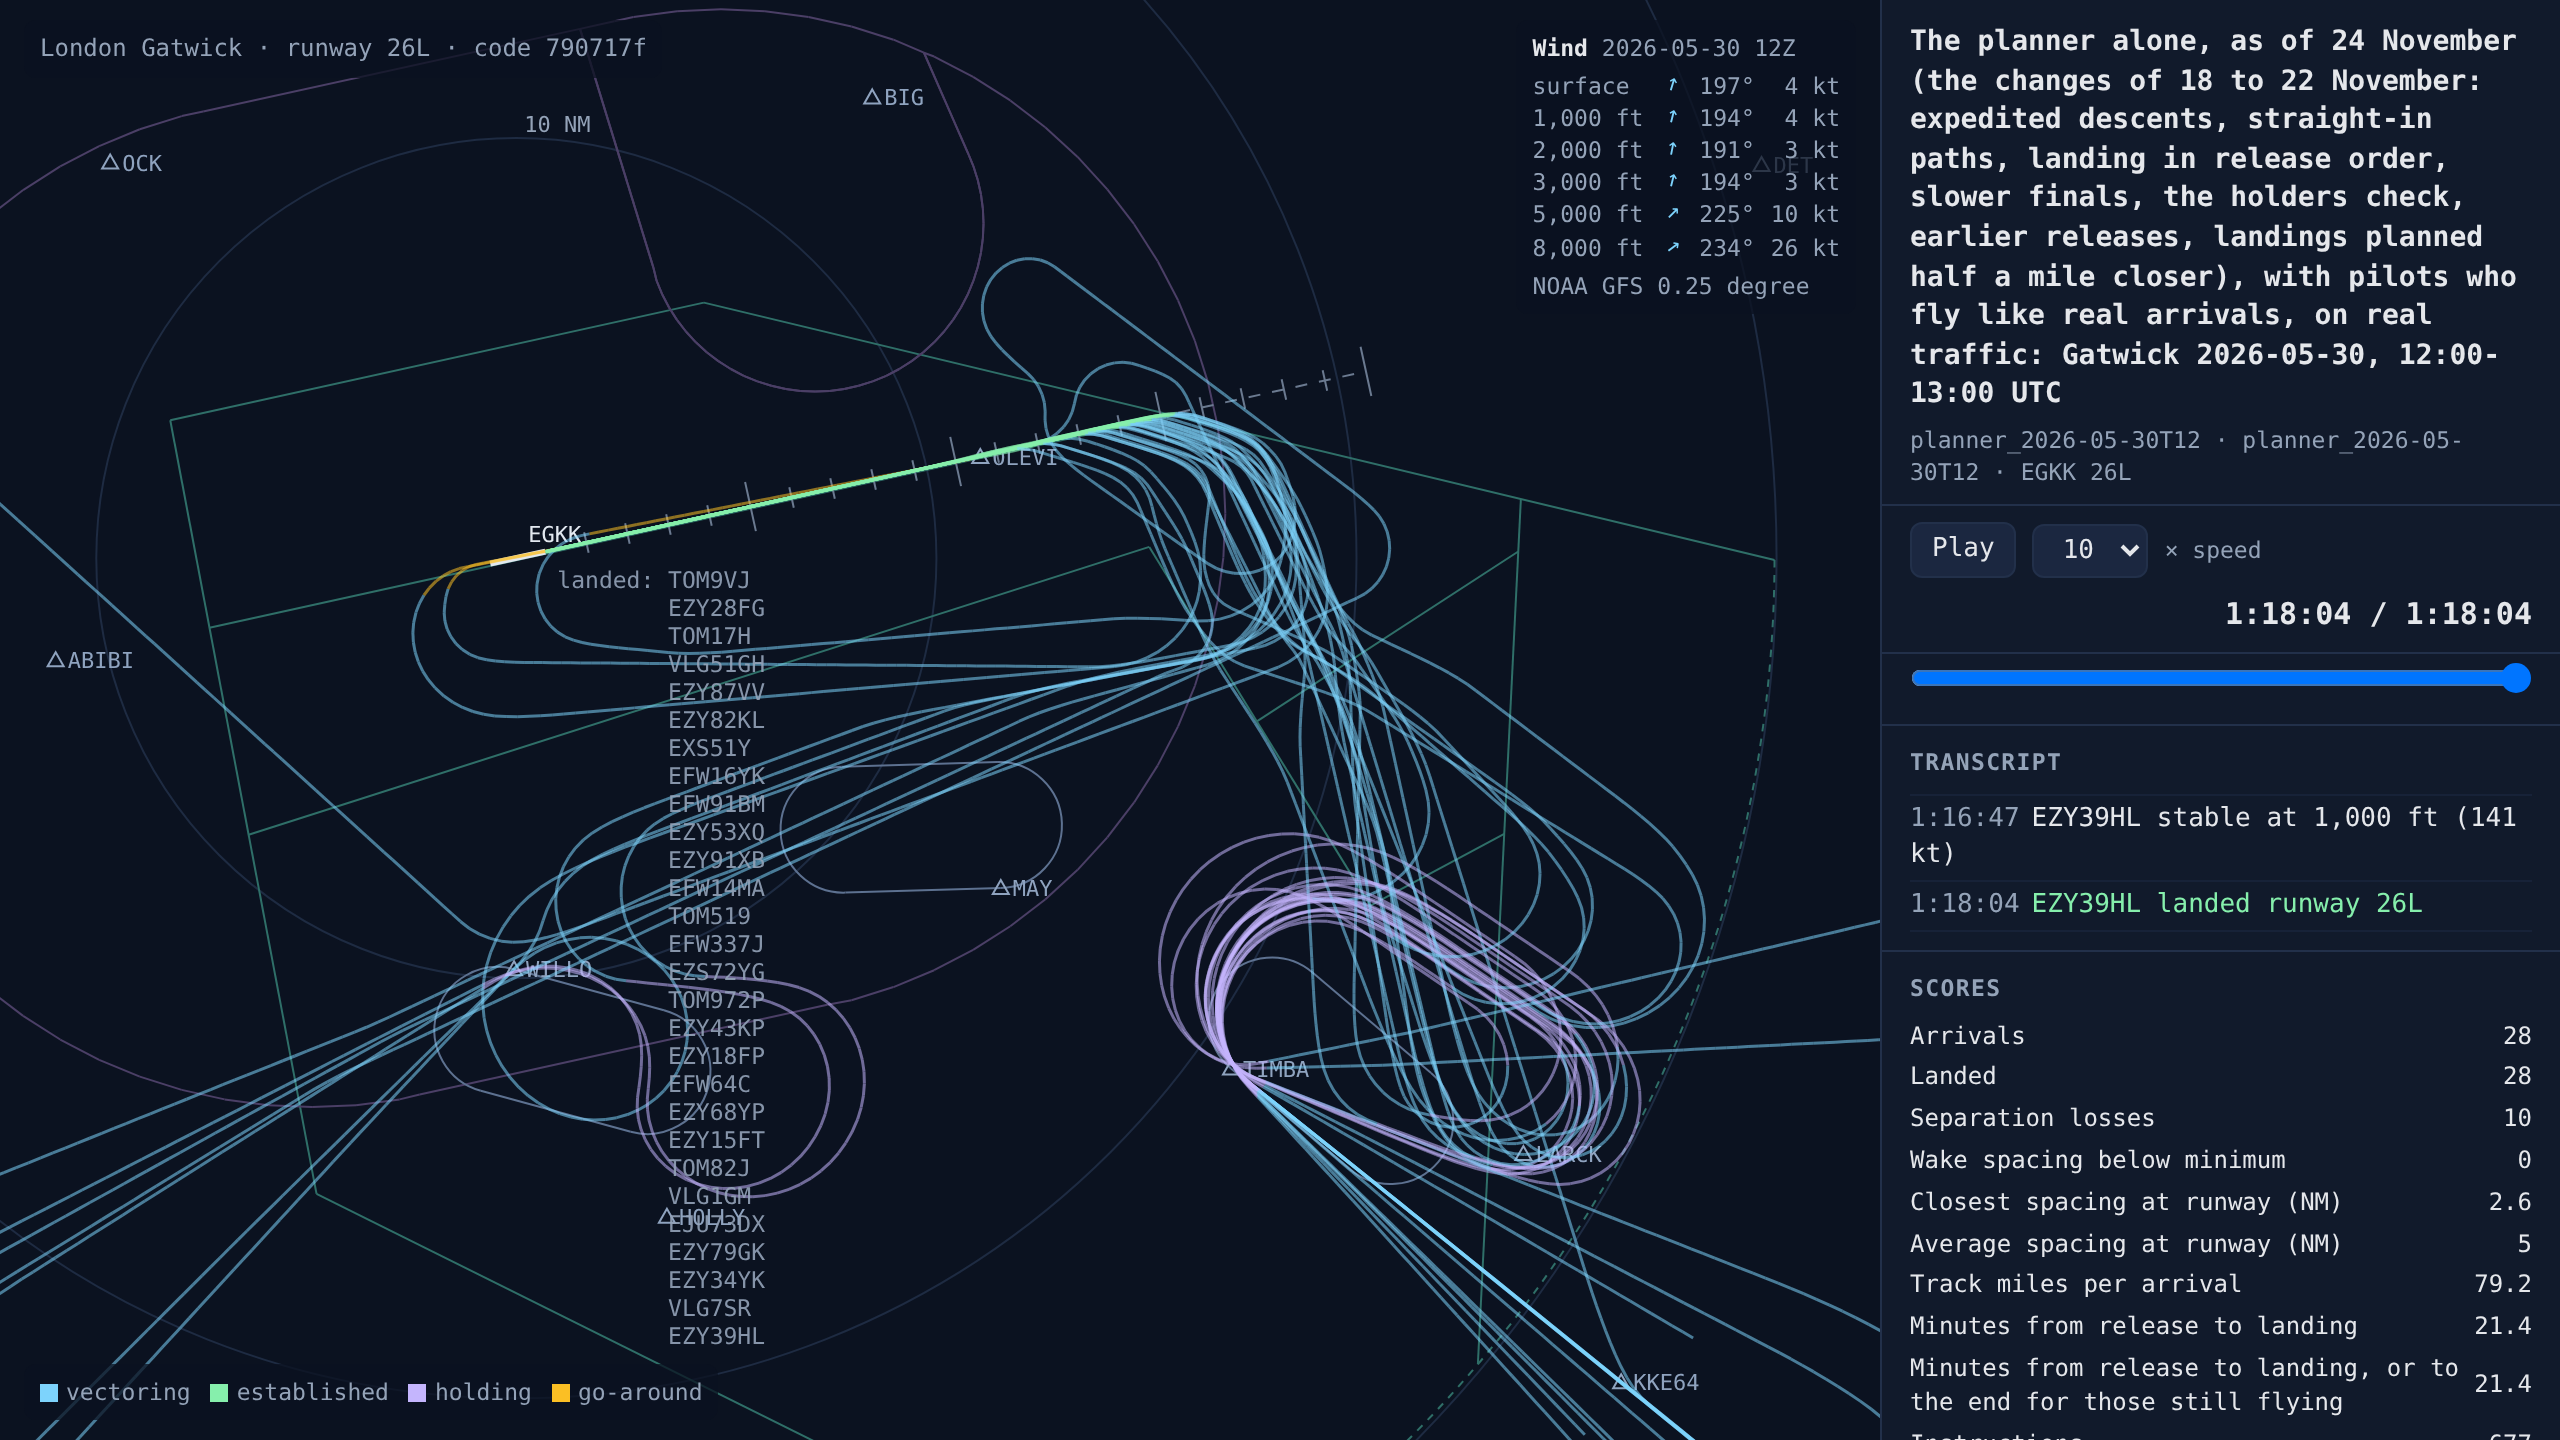 London Gatwick · runway 26L · code 790717f
10 NM
BIG
OCK
DET
ULEVI
EGKK
ABIBI
MAY
WILLO
TIMBA
LARCK
HOLLY
KKE64
Wind 2026-05-30 12Z
surface 197° 4 kt
1,000 ft 194° 4 kt
2,000 ft 191° 3 kt
3,000 ft 194° 3 kt
5,000 ft 225° 10 kt
8,000 ft 234° 26 kt
NOAA GFS 0.25 degree
landed: TOM9VJ
EZY28FG
TOM17H
VLG51GH
EZY87VV
EZY82KL
EXS51Y
EFW16YK
EFW91BM
EZY53XQ
EZY91XB
EFW14MA
TOM519
EFW337J
EZS72YG
TOM972P
EZY43KP
EZY18FP
EFW64C
EZY68YP
EZY15FT
TOM82J
VLG1GM
EJU73DX
EZY79GK
EZY34YK
VLG7SR
EZY39HL
vectoring established holding go-around
The planner alone, as of 24 November
(the changes of 18 to 22 November:
expedited descents, straight-in
paths, landing in release order,
slower finals, the holders check,
earlier releases, landings planned
half a mile closer), with pilots who
fly like real arrivals, on real
traffic: Gatwick 2026-05-30, 12:00-
13:00 UTC
planner_2026-05-30T12 · planner_2026-05-
30T12 · EGKK 26L
Play 10 × speed
1:18:04 / 1:18:04
TRANSCRIPT
1:16:47 EZY39HL stable at 1,000 ft (141
kt)
1:18:04 EZY39HL landed runway 26L
SCORES
Arrivals 28
Landed 28
Separation losses 10
Wake spacing below minimum 0
Closest spacing at runway (NM) 2.6
Average spacing at runway (NM) 5
Track miles per arrival 79.2
Minutes from release to landing 21.4
Minutes from release to landing, or to
the end for those still flying 21.4
Instructions 677